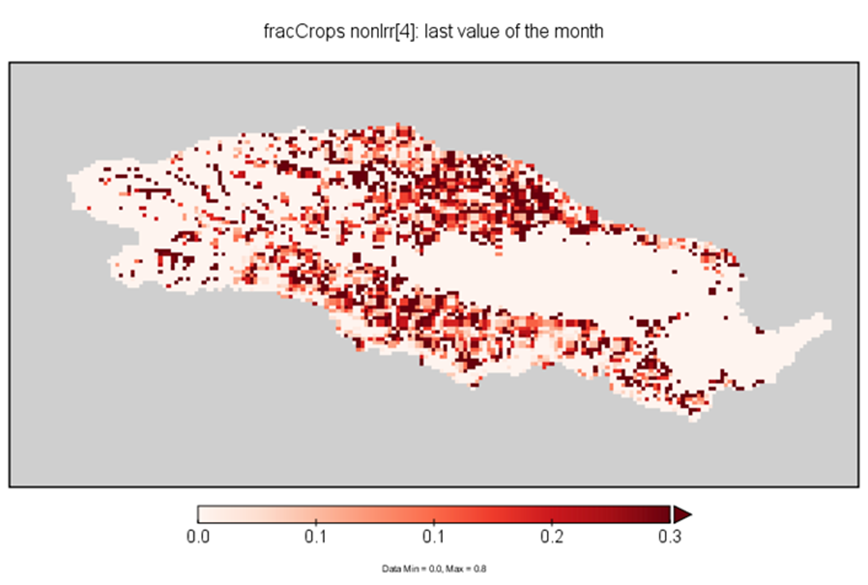 fracCrops nonIrr[4]: last value of the month
0.0 0.1 0.1 0.2 0.3
Data Min = 0.0, Max = 0.8